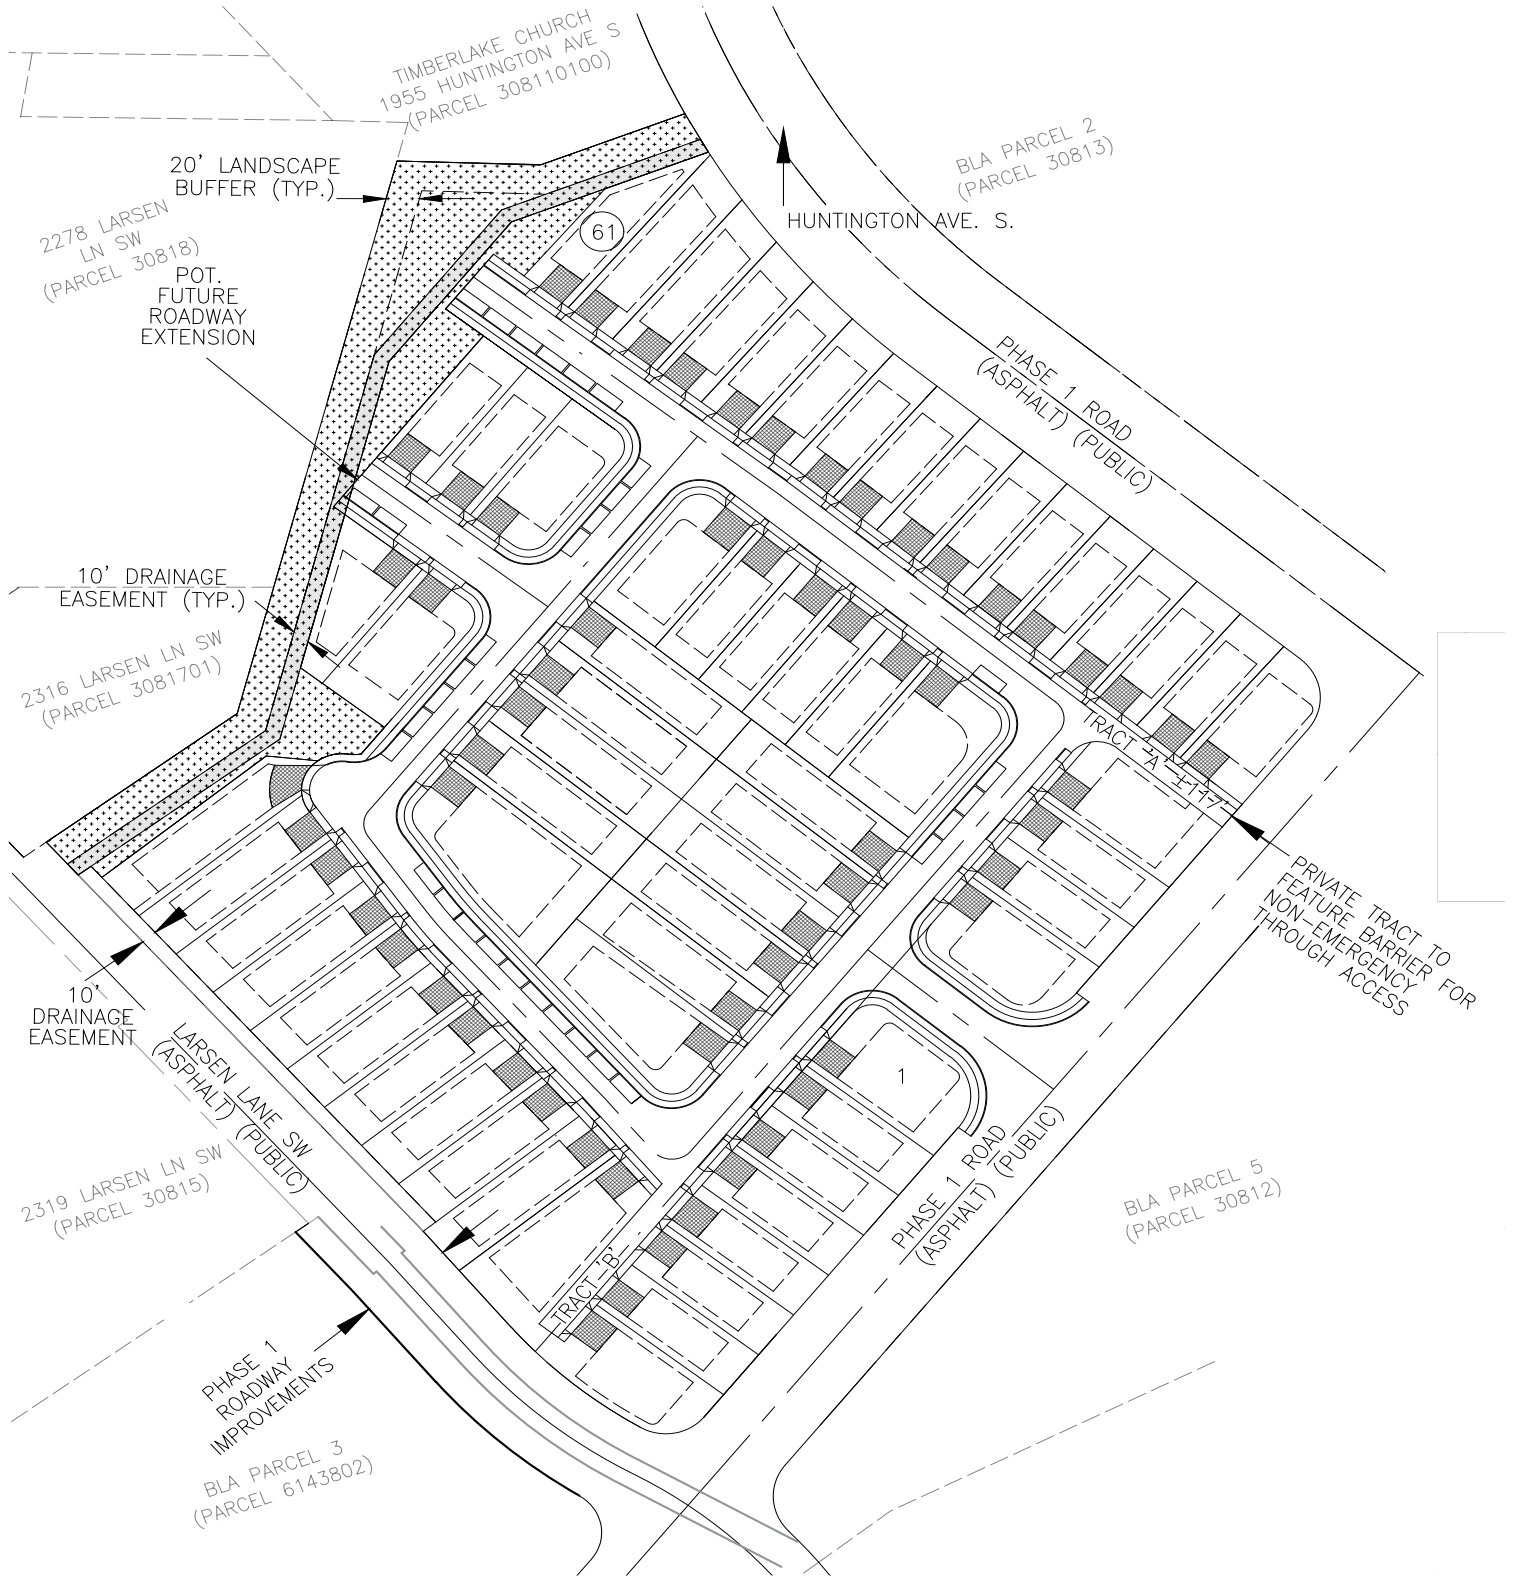 TIMBERLAKE CHURCH
1955 HUNTINGTON AVE S
(PARCEL 308110100)
BLA PARCEL 2
(PARCEL 30813)
20' LANDSCAPE
BUFFER (TYP.)
HUNTINGTON AVE. S.
61
2278 LARSEN
LN SW
(PARCEL 30818)
POT.
FUTURE
ROADWAY
EXTENSION
PHASE 1 ROAD
(ASPHALT) (PUBLIC)
10' DRAINAGE
EASEMENT (TYP.)
2316 LARSEN LN SW
(PARCEL 3081701)
TRACT 'A' ±1177'
PRIVATE TRACT TO
FEATURE BARRIER FOR
NON-EMERGENCY
THROUGH ACCESS
10'
DRAINAGE
EASEMENT
LARSEN LANE SW
(ASPHALT) (PUBLIC)
1
PHASE 1 ROAD
(ASPHALT) (PUBLIC)
2319 LARSEN LN SW
(PARCEL 30815)
BLA PARCEL 5
(PARCEL 30812)
TRACT 'B'
PHASE 1
ROADWAY
IMPROVEMENTS
BLA PARCEL 3
(PARCEL 6143802)